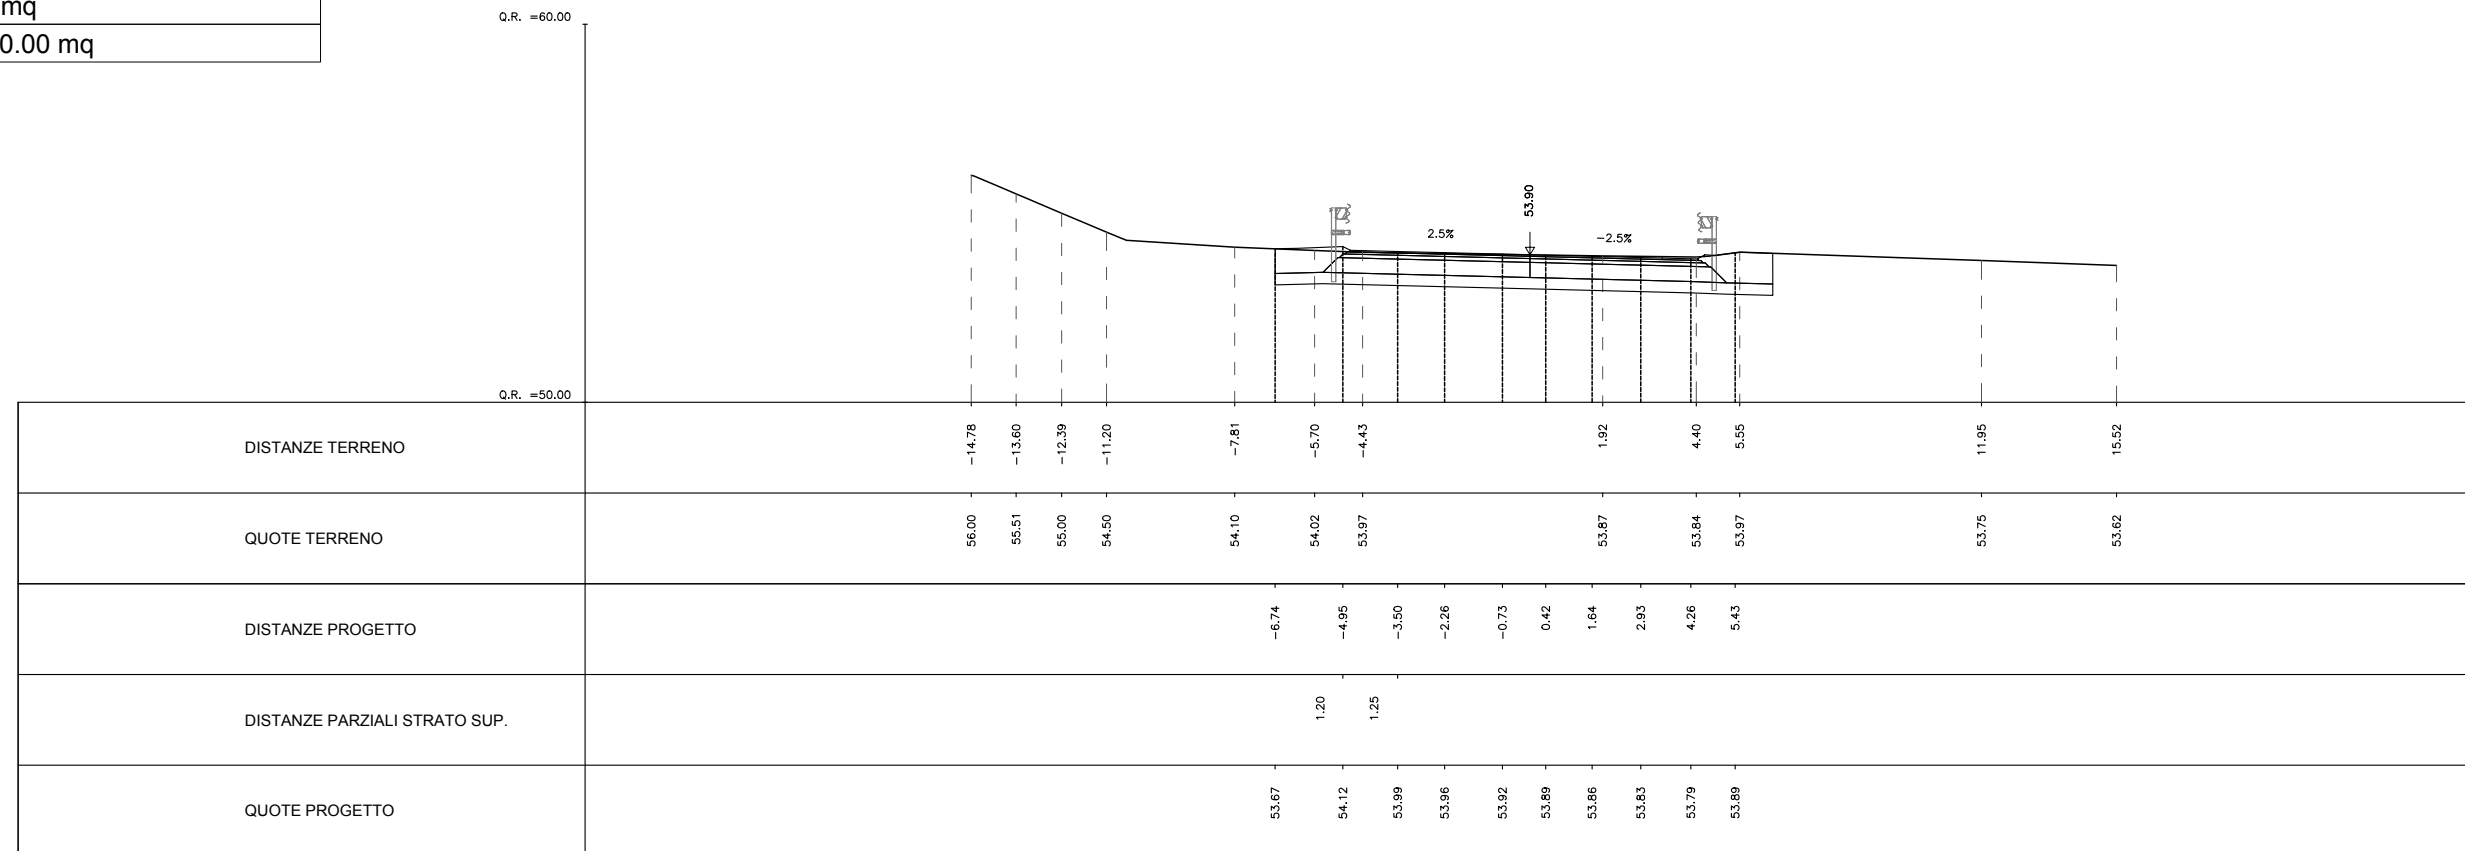 mq
0.00 mq
Q.R. =60.00
53.90
2.5%
-2.5%
Q.R. =50.00
DISTANZE TERRENO
-14.78 -13.60 -12.39 -11.20 -7.81 -5.70 -4.43 1.92 4.40 5.55 11.95 15.52
QUOTE TERRENO
56.00 55.51 55.00 54.50 54.10 54.02 53.97 53.87 53.84 53.97 53.75 53.62
DISTANZE PROGETTO
-6.74 -4.95 -3.50 -2.26 -0.73 0.42 1.64 2.93 4.26 5.43
DISTANZE PARZIALI STRATO SUP.
1.20 1.25
QUOTE PROGETTO
53.67 54.12 53.99 53.96 53.92 53.89 53.86 53.83 53.79 53.89